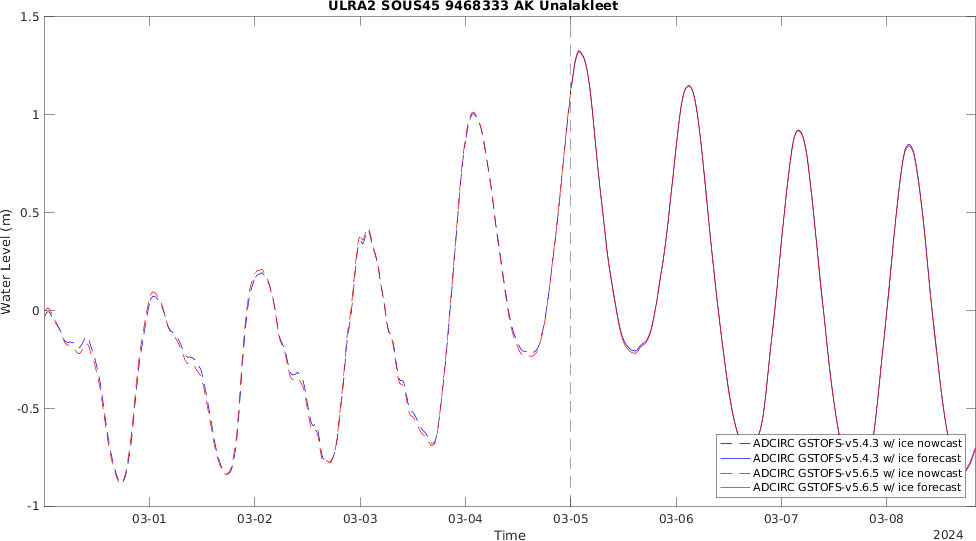 ULRA2 SOUS45 9468333 AK Unalakleet
1.5
1
0.5
0
-0.5
-1
Water Level (m)
03-01 03-02 03-03 03-04 03-05 03-06 03-07 03-08
Time
2024
ADCIRC GSTOFS-v5.4.3 w/ ice nowcast
ADCIRC GSTOFS-v5.4.3 w/ ice forecast
ADCIRC GSTOFS-v5.6.5 w/ ice nowcast
ADCIRC GSTOFS-v5.6.5 w/ ice forecast